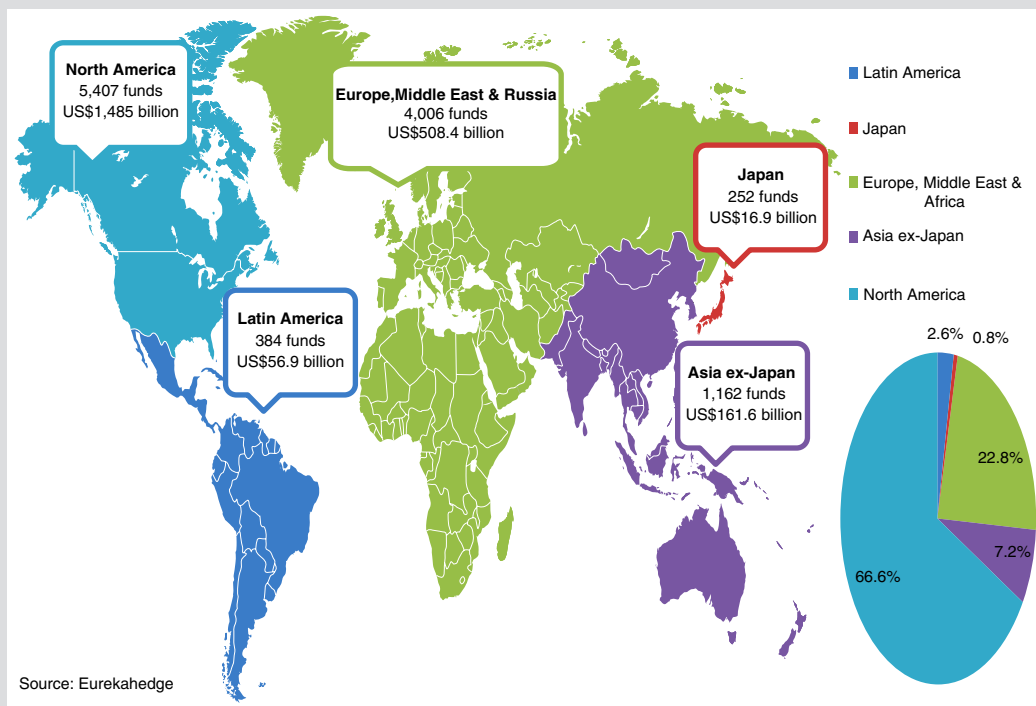 North America
5,407 funds
US$1,485 billion
Europe,Middle East & Russia
4,006 funds
US$508.4 billion
Japan
252 funds
US$16.9 billion
Latin America
384 funds
US$56.9 billion
Asia ex-Japan
1,162 funds
US$161.6 billion
Latin America
Japan
Europe, Middle East &
Africa
Asia ex-Japan
North America
2.6%
0.8%
22.8%
7.2%
66.6%
Source: Eurekahedge